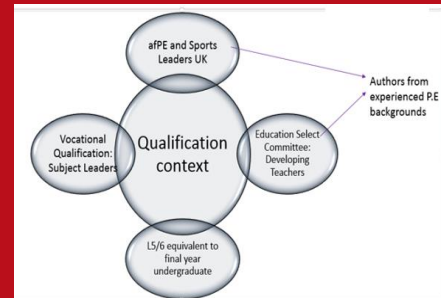 afPE and Sports
Leaders UK
Authors from
experienced P.E
backgrounds
Vocational
Qualification:
Subject Leaders
Qualification
context
Education Select
Committee:
Developing
Teachers
L5/6 equivalent to
final year
undergraduate